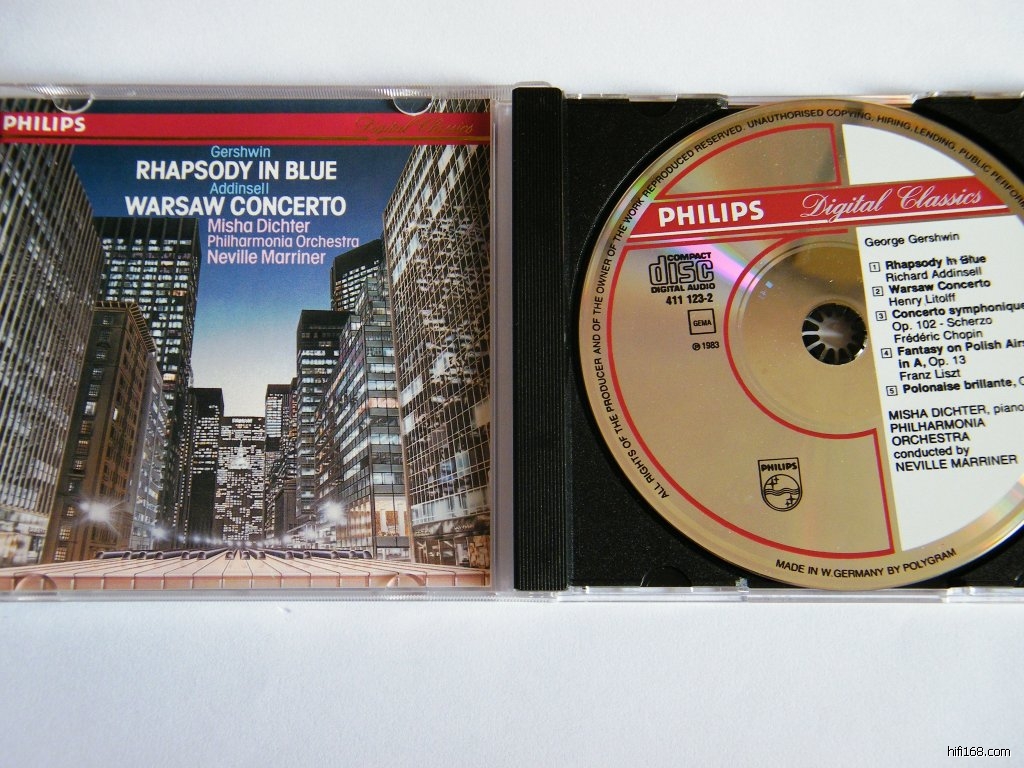 PHILIPS
Digital Classics
Gershwin
RHAPSODY IN BLUE
Addinsell
WARSAW CONCERTO
Misha Dichter
Philharmonia Orchestra
Neville Marriner
ALL RIGHTS OF THE PRODUCER AND OF THE OWNER OF THE WORK REPRODUCED RESERVED. UNAUTHORISED COPYING, HIRING, LENDING, PUBLIC PERFOR
PHILIPS Digital Classics
COMPACT
disc
DIGITAL AUDIO
411 123-2
GEMA
℗ 1983
George Gershwin
1 Rhapsody in Blue
Richard Addinsell
2 Warsaw Concerto
Henry Litolff
3 Concerto symphonique
Op. 102 - Scherzo
Frédéric Chopin
4 Fantasy on Polish Airs
in A, Op. 13
Franz Liszt
5 Polonaise brillante,
MISHA DICHTER, piano
PHILHARMONIA
ORCHESTRA
conducted by
NEVILLE MARRINER
PHILIPS
MADE IN W.GERMANY BY POLYGRAM
hifi168.com